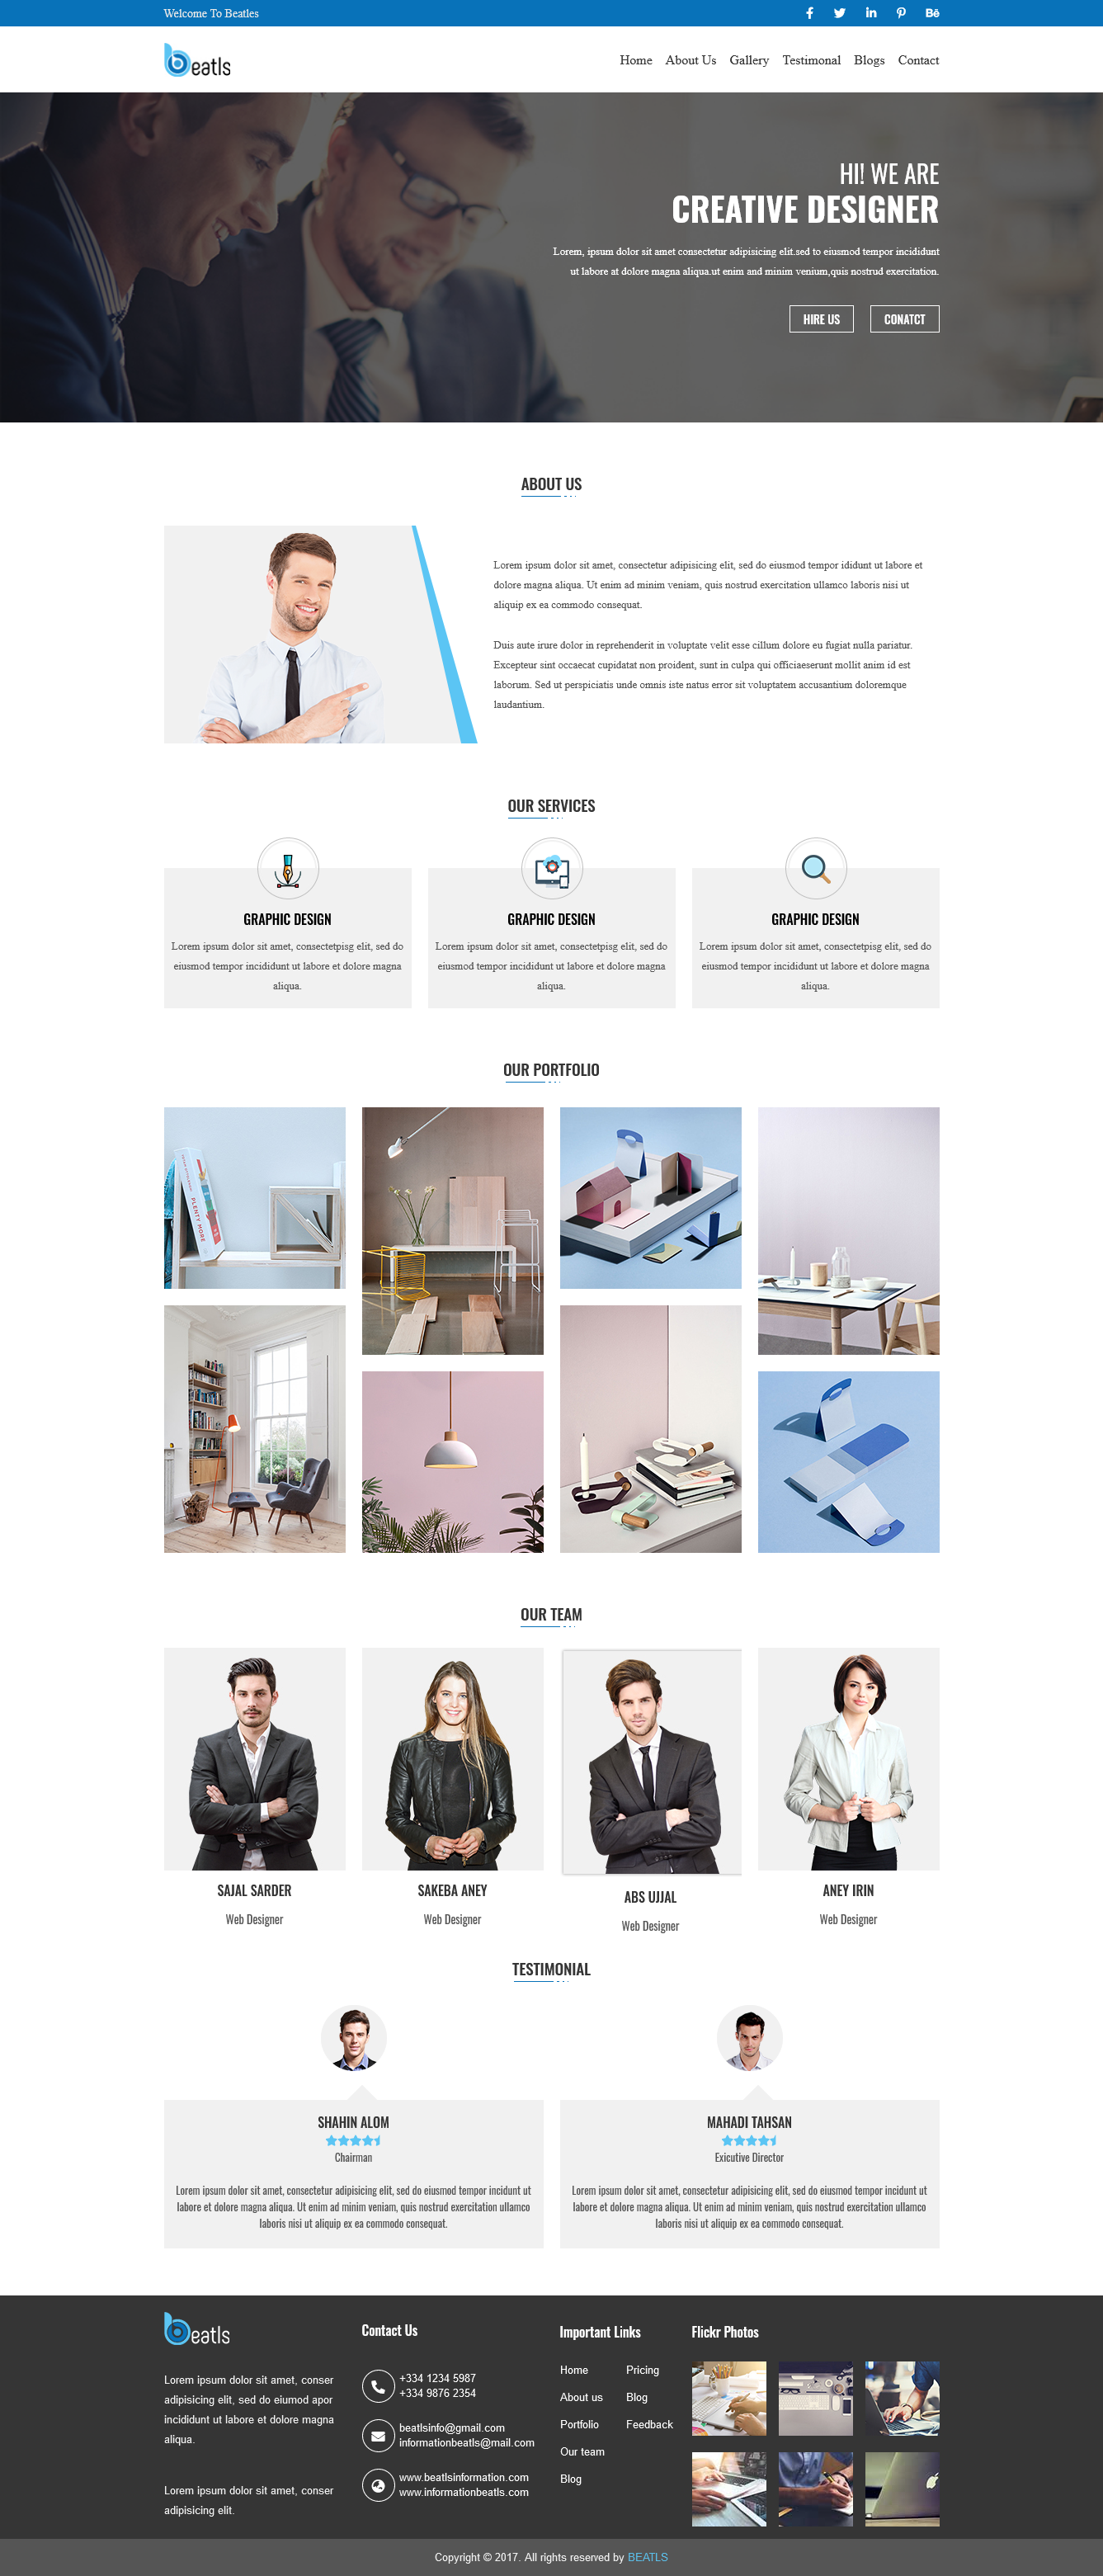 Welcome To Beatles
beatls
Home About Us Gallery Testimonal Blogs Contact
HI! WE ARE
CREATIVE DESIGNER
Lorem, ipsum dolor sit amet consectetur adipisicing elit.sed to eiusmod tempor incididunt
ut labore at dolore magna aliqua.ut enim and minim venium,quis nostrud exercitation.
HIRE US CONATCT
ABOUT US
Lorem ipsum dolor sit amet, consectetur adipisicing elit, sed do eiusmod tempor ididunt ut labore et
dolore magna aliqua. Ut enim ad minim veniam, quis nostrud exercitation ullamco laboris nisi ut
aliquip ex ea commodo consequat.
Duis aute irure dolor in reprehenderit in voluptate velit esse cillum dolore eu fugiat nulla pariatur.
Excepteur sint occaecat cupidatat non proident, sunt in culpa qui officiaeserunt mollit anim id est
laborum. Sed ut perspiciatis unde omnis iste natus error sit voluptatem accusantium doloremque
laudantium.
OUR SERVICES
GRAPHIC DESIGN
Lorem ipsum dolor sit amet, consectetpisg elit, sed do
eiusmod tempor incididunt ut labore et dolore magna
aliqua.
GRAPHIC DESIGN
Lorem ipsum dolor sit amet, consectetpisg elit, sed do
eiusmod tempor incididunt ut labore et dolore magna
aliqua.
GRAPHIC DESIGN
Lorem ipsum dolor sit amet, consectetpisg elit, sed do
eiusmod tempor incididunt ut labore et dolore magna
aliqua.
OUR PORTFOLIO
PLENTY MORE
OUR TEAM
SAJAL SARDER
Web Designer
SAKEBA ANEY
Web Designer
ABS UJJAL
Web Designer
ANEY IRIN
Web Designer
TESTIMONIAL
SHAHIN ALOM
Chairman
Lorem ipsum dolor sit amet, consectetur adipisicing elit, sed do eiusmod tempor incidunt ut
labore et dolore magna aliqua. Ut enim ad minim veniam, quis nostrud exercitation ullamco
laboris nisi ut aliquip ex ea commodo consequat.
MAHADI TAHSAN
Exicutive Director
Lorem ipsum dolor sit amet, consectetur adipisicing elit, sed do eiusmod tempor incidunt ut
labore et dolore magna aliqua. Ut enim ad minim veniam, quis nostrud exercitation ullamco
laboris nisi ut aliquip ex ea commodo consequat.
beatls
Lorem ipsum dolor sit amet, conser
adipisicing elit, sed do eiumod apor
incididunt ut labore et dolore magna
aliqua.
Lorem ipsum dolor sit amet, conser
adipisicing elit.
Contact Us
+334 1234 5987
+334 9876 2354
beatlsinfo@gmail.com
informationbeatls@mail.com
www.beatlsinformation.com
www.informationbeatls.com
Important Links
Home Pricing
About us Blog
Portfolio Feedback
Our team
Blog
Flickr Photos
Copyright © 2017. All rights reserved by BEATLS